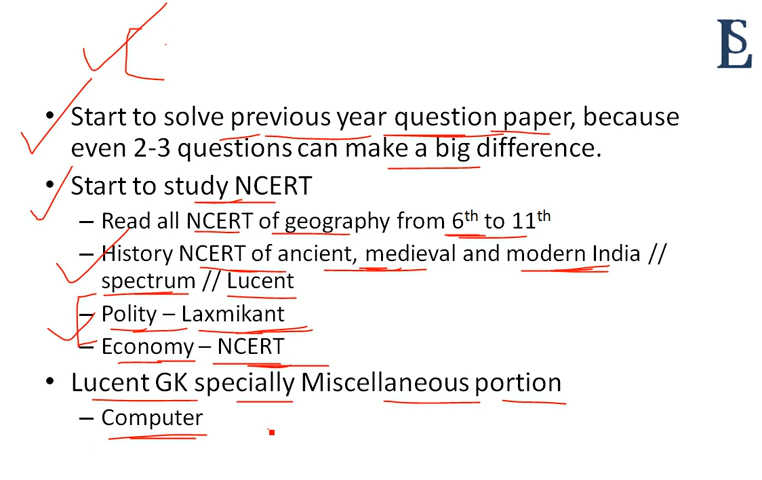 LS
• Start to solve previous year question paper, because
even 2-3 questions can make a big difference.
• Start to study NCERT
– Read all NCERT of geography from 6th to 11th
– History NCERT of ancient, medieval and modern India //
spectrum // Lucent
– Polity – Laxmikant
– Economy – NCERT
• Lucent GK specially Miscellaneous portion
– Computer